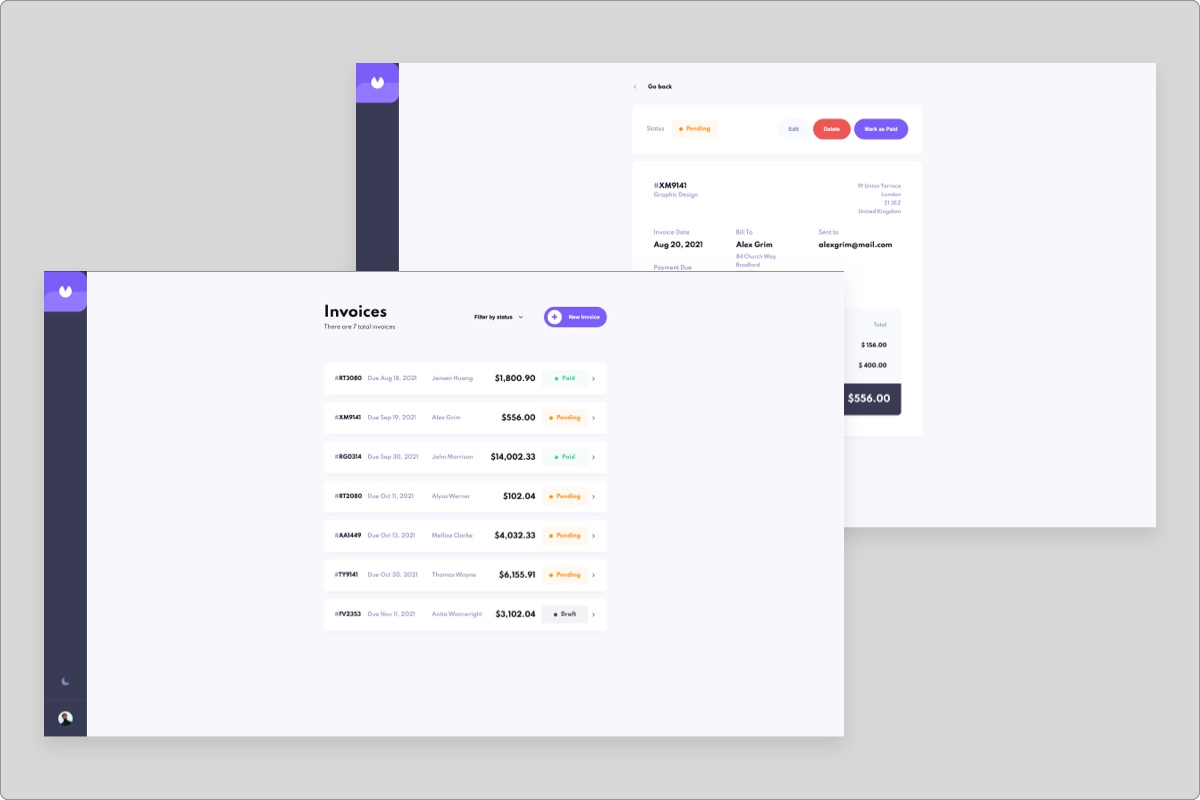 Go back
Status
Pending
Edit
Delete
Mark as Paid
#XM9141
Graphic Design
19 Union Terrace
London
E1 3EZ
United Kingdom
Invoice Date
Aug 20, 2021
Payment Due
Bill To
Alex Grim
84 Church Way
Bradford
Sent to
alexgrim@mail.com
Total
$ 156.00
$ 400.00
$556.00
Invoices
There are 7 total invoices
Filter by status
New Invoice
#RT3080 Due Aug 18, 2021 Jensen Huang $1,800.90 Paid
#XM9141 Due Sep 19, 2021 Alex Grim $556.00 Pending
#RG0314 Due Sep 30, 2021 John Morrison $14,002.33 Paid
#RT2080 Due Oct 11, 2021 Alysa Werner $102.04 Pending
#AA1449 Due Oct 13, 2021 Mellisa Clarke $4,032.33 Pending
#TY9141 Due Oct 30, 2021 Thomas Wayne $6,155.91 Pending
#FV2353 Due Nov 11, 2021 Anita Wainwright $3,102.04 Draft